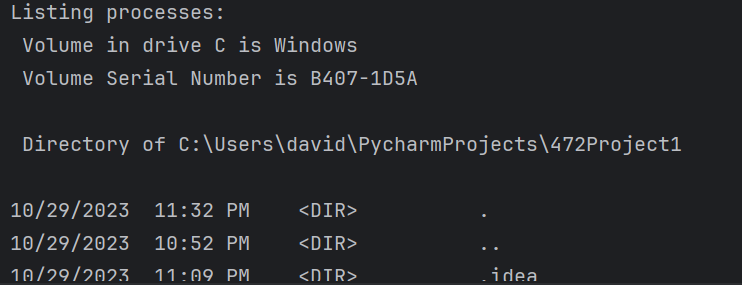 Listing processes:
 Volume in drive C is Windows
 Volume Serial Number is B407-1D5A

 Directory of C:\Users\david\PycharmProjects\472Project1

10/29/2023  11:32 PM    <DIR>          .
10/29/2023  10:52 PM    <DIR>          ..
10/29/2023  11:09 PM    <DIR>          .idea